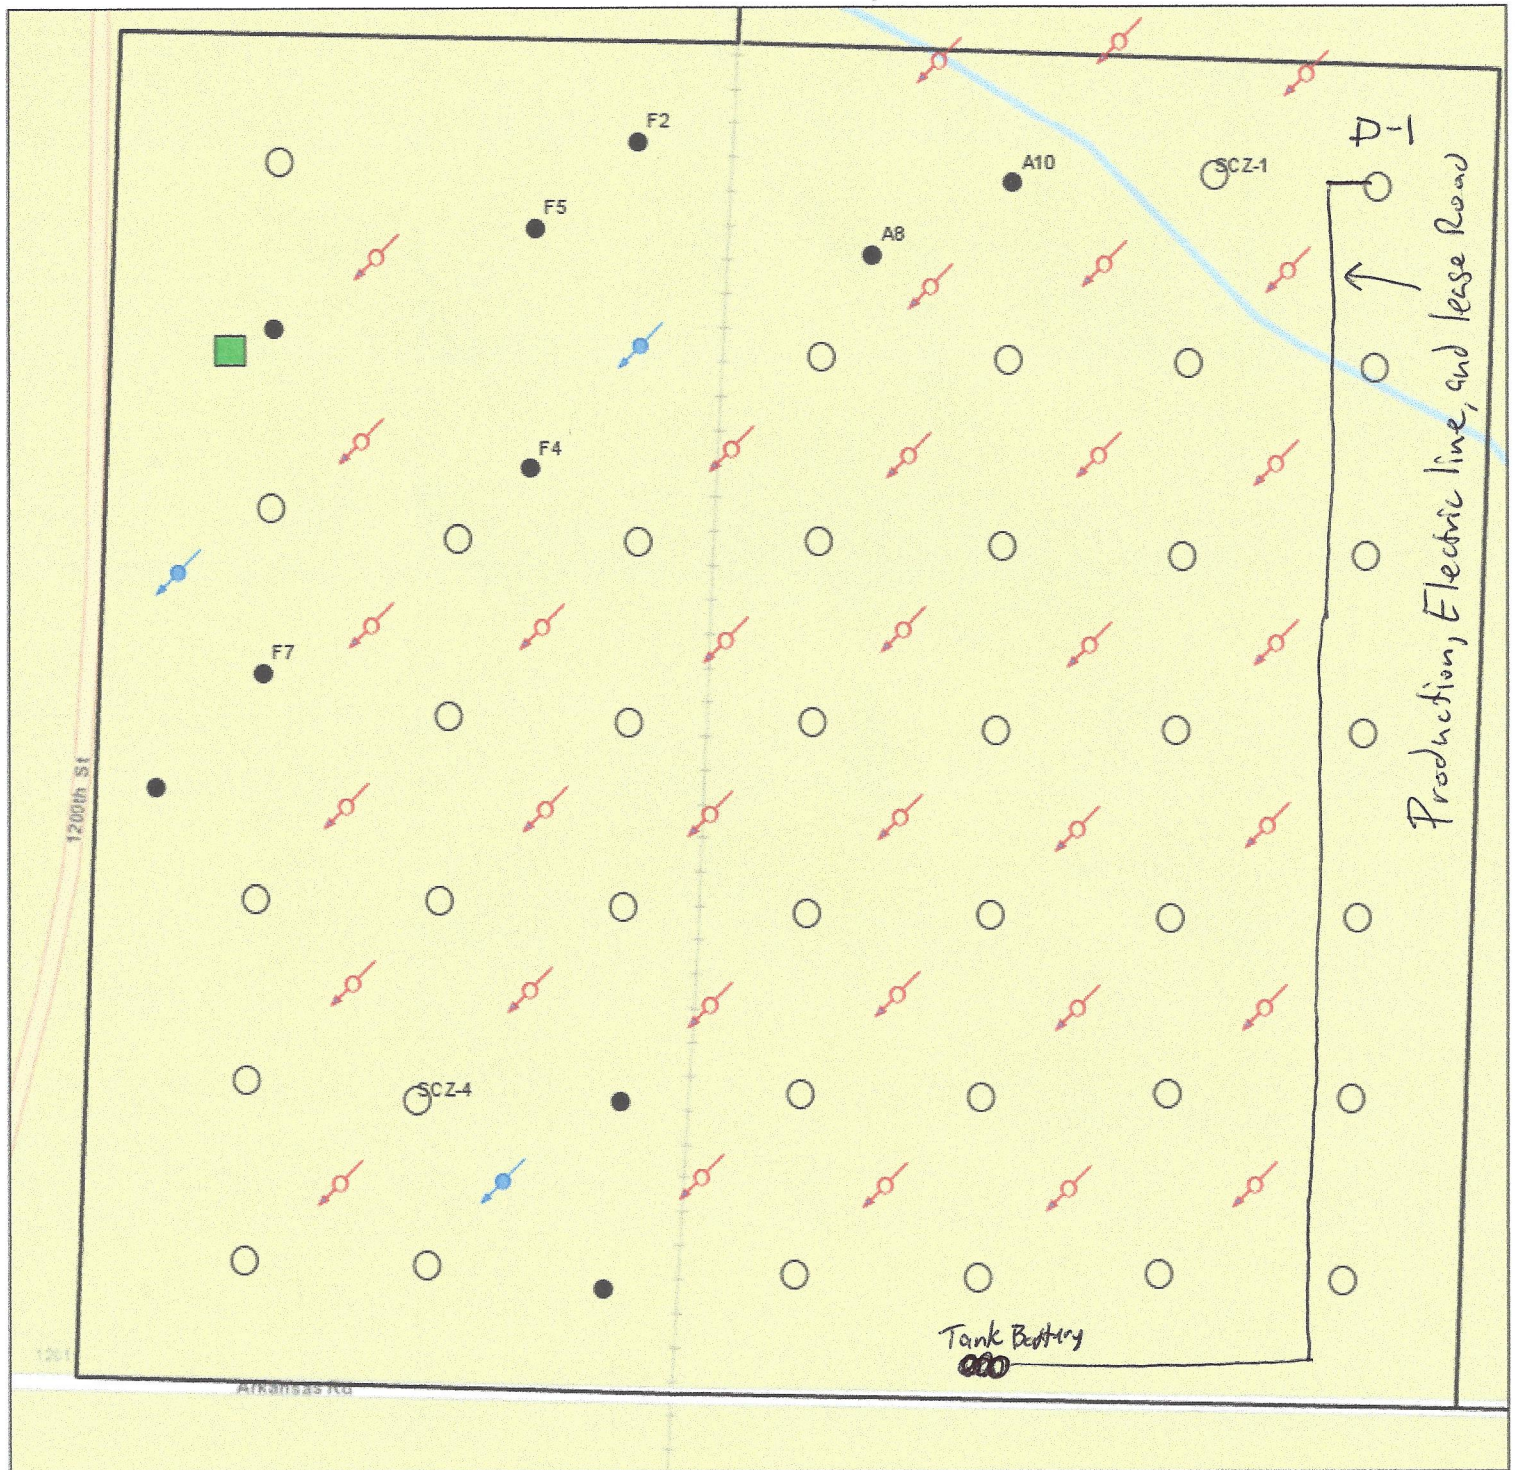 F2
D-1
A10
SCZ-1
F5
A8
F4
Production, Electric line, and lease Road
F7
1200th St
SCZ-4
Tank Battery
Arkansas Rd